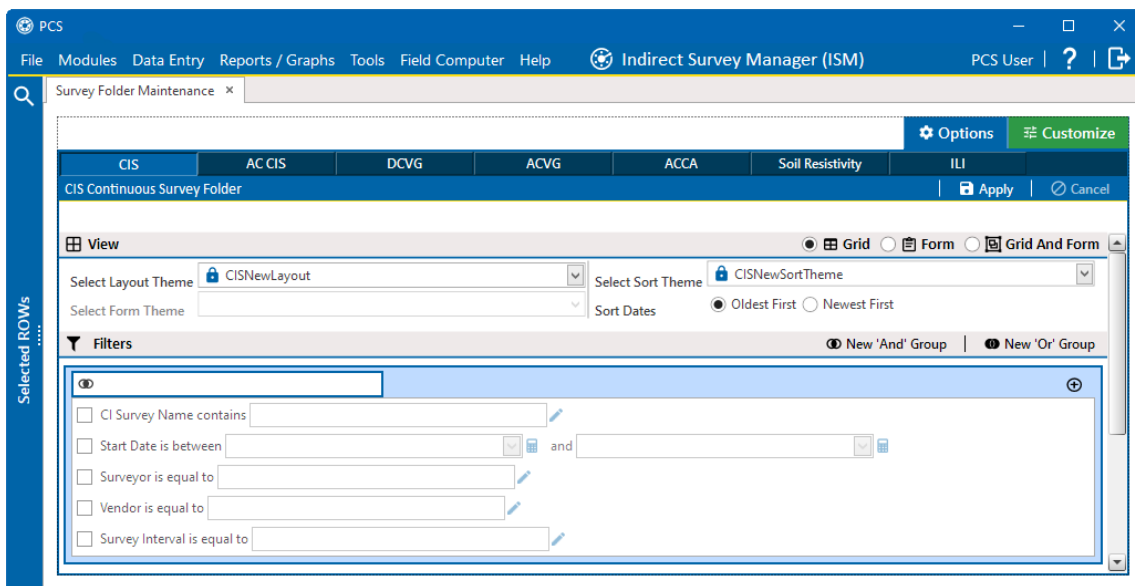 PCS
File Modules Data Entry Reports / Graphs Tools Field Computer Help Indirect Survey Manager (ISM) PCS User | ? |
Survey Folder Maintenance ×
Options Customize
CIS AC CIS DCVG ACVG ACCA Soil Resistivity ILI
CIS Continuous Survey Folder | Apply | Cancel
View Grid Form Grid And Form
Select Layout Theme CISNewLayout Select Sort Theme CISNewSortTheme
Select Form Theme Sort Dates Oldest First Newest First
Filters New 'And' Group | New 'Or' Group
CI Survey Name contains
Start Date is between and
Surveyor is equal to
Vendor is equal to
Survey Interval is equal to
Selected ROWs